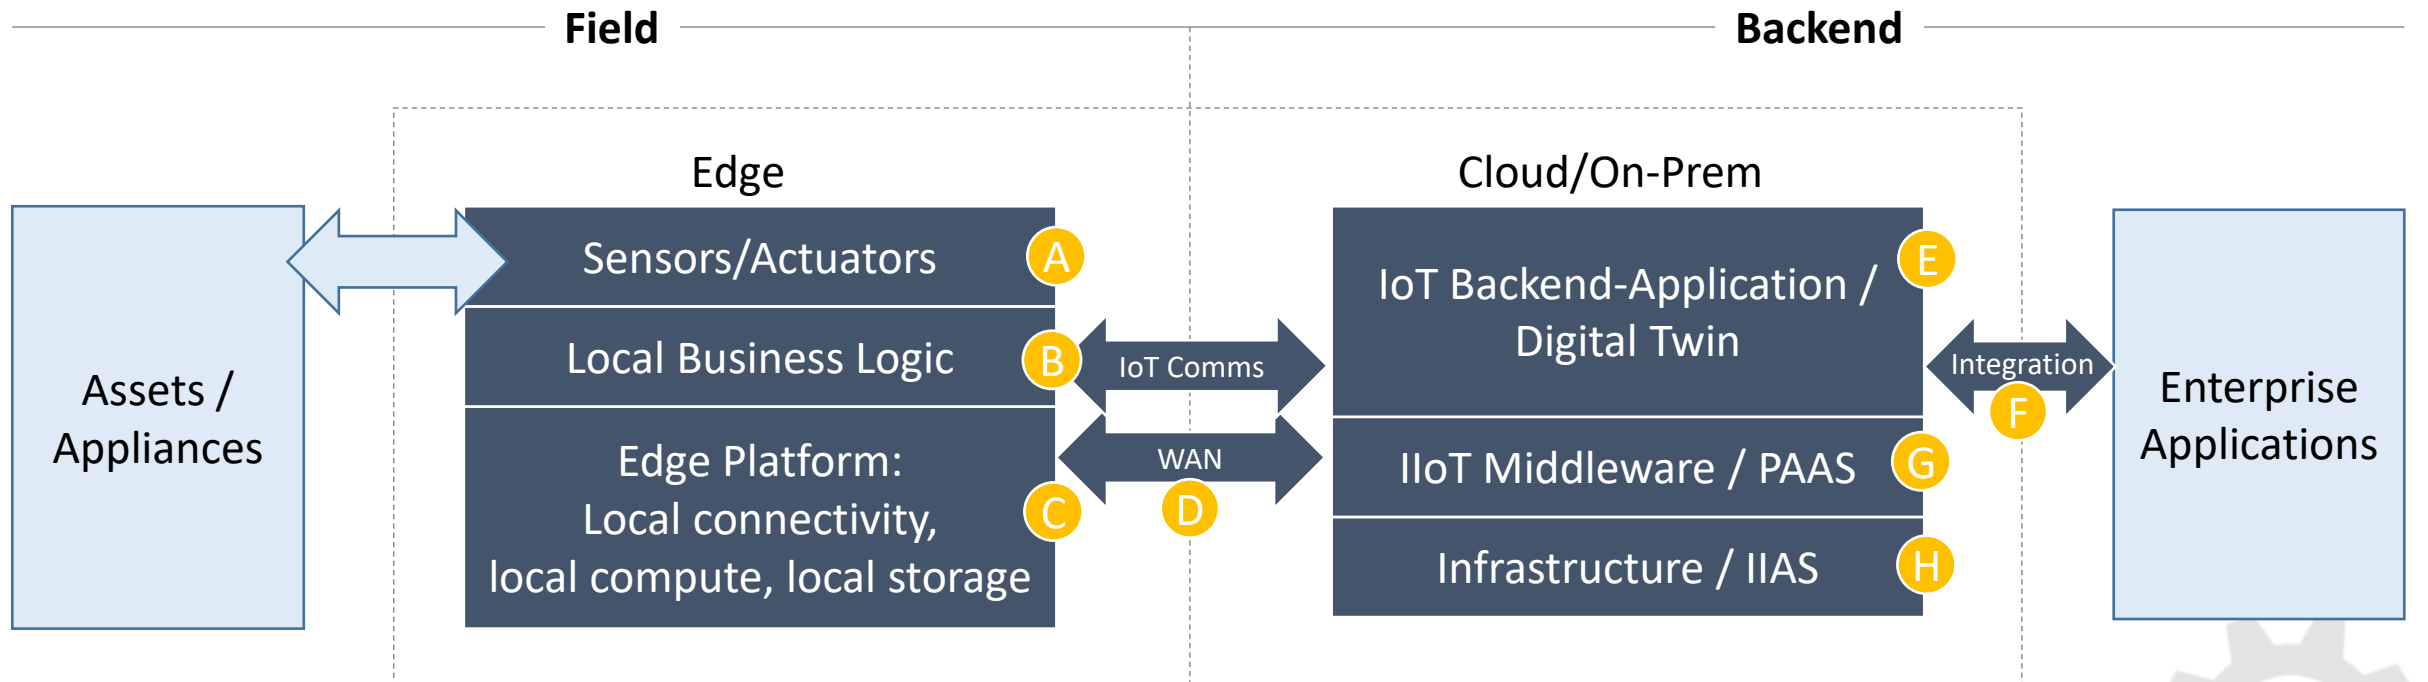 Field
Backend
Edge
Cloud/On-Prem
Assets /
Appliances
Sensors/Actuators
A
Local Business Logic
B
Edge Platform:
Local connectivity,
local compute, local storage
C
IoT Comms
WAN
D
IoT Backend-Application /
Digital Twin
E
IIoT Middleware / PAAS
G
Infrastructure / IIAS
H
Integration
F
Enterprise
Applications